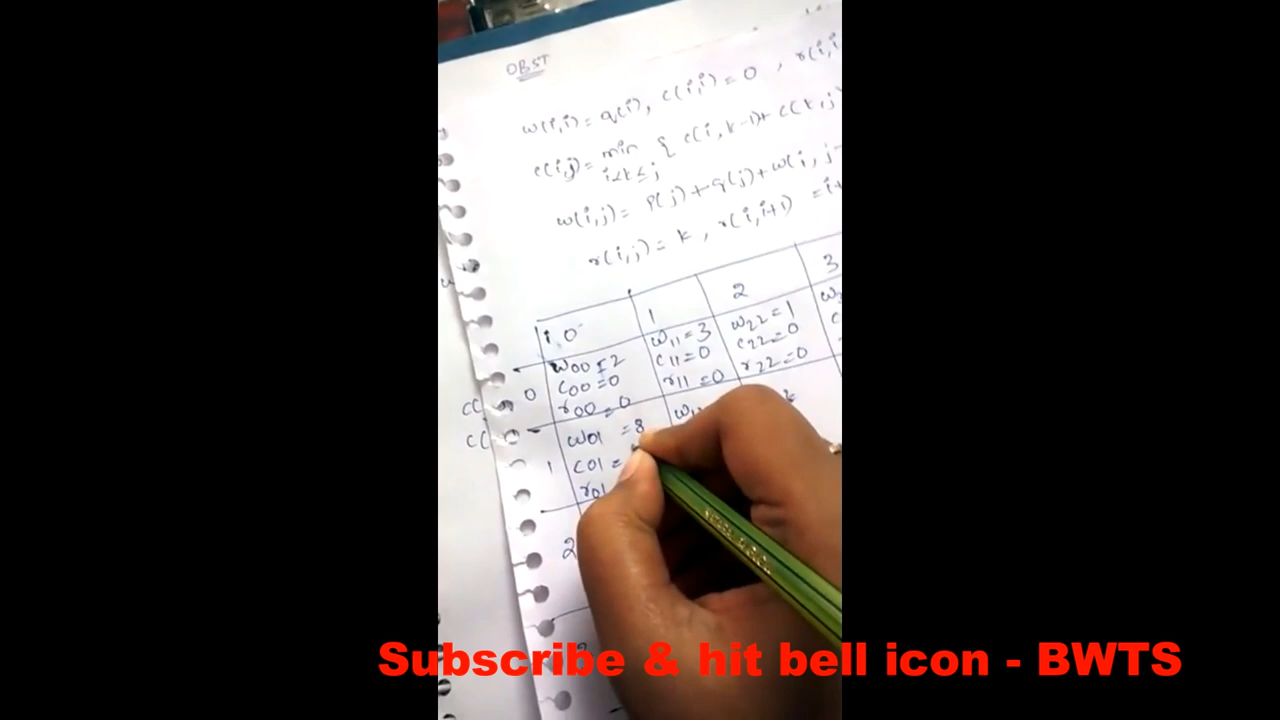 OBST
w(i,i) = q(i), c(i,i) = 0 , r(i,i
c(i,j) = min { c(i, k-1) + c(k,j)
i<k≤j
w(i,j) = P(j) + q(j) + w(i, j-
r(i,j) = k , r(i,i+1) = i+
i 0 1 2 3
0 w00 = 2 w11 = 3 w22 = 1
c00 = 0 c11 = 0 c22 = 0
r00 = 0 r11 = 0 r22 = 0
w01 = 8
1 c01 =
r01
2
Subscribe & hit bell icon - BWTS